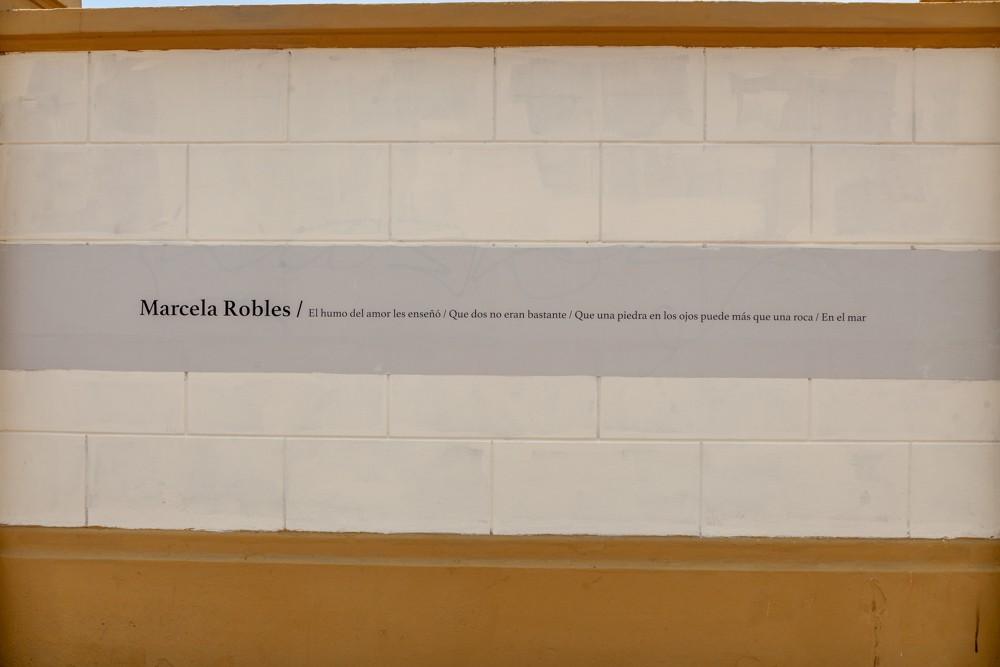 Marcela Robles / El humo del amor les enseñó / Que dos no eran bastante / Que una piedra en los ojos puede más que una roca / En el mar